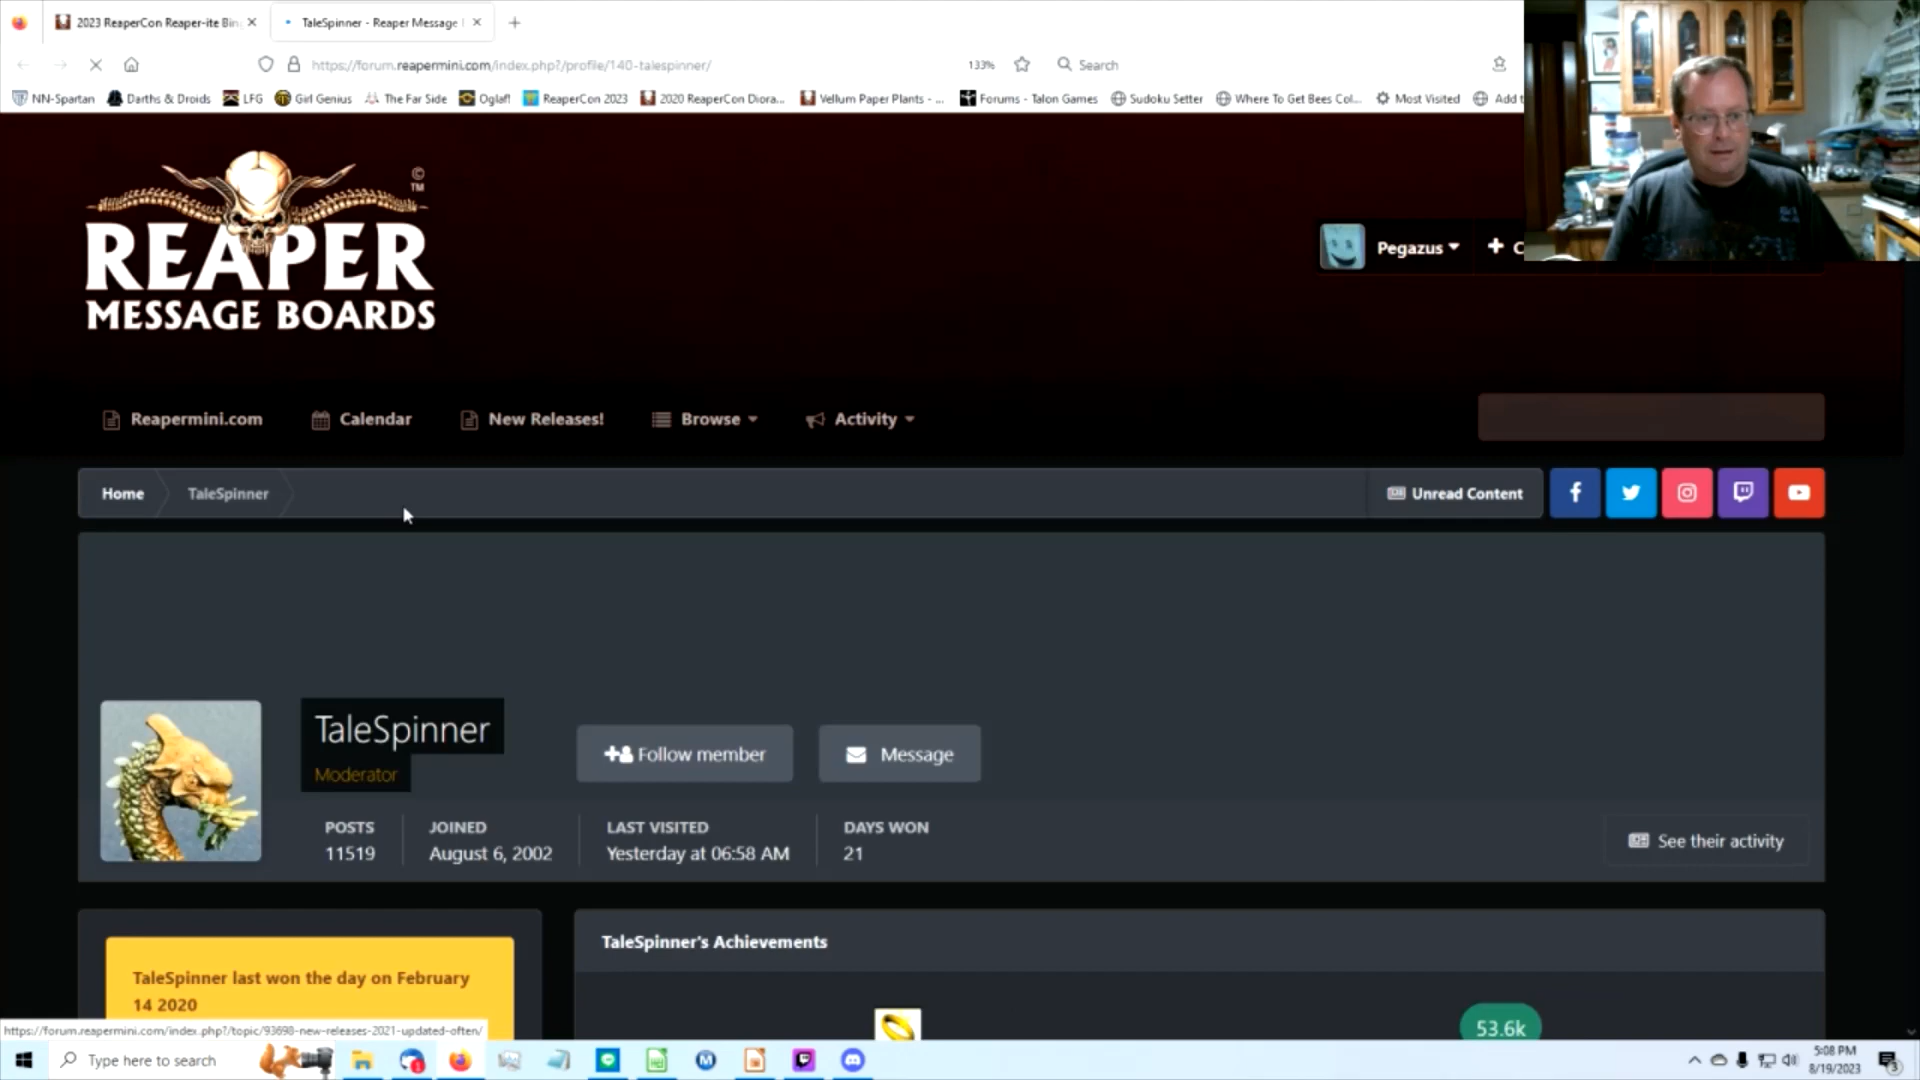 2023 ReaperCon Reaper-ite Bin
TaleSpinner - Reaper Message
https://forum.reapermini.com/index.php?/profile/140-talespinner/
133%
Search
NN-Spartan
Darths & Droids
LFG
Girl Genius
The Far Side
Oglaf!
ReaperCon 2023
2020 ReaperCon Diora...
Vellum Paper Plants - ...
Forums - Talon Games
Sudoku Setter
Where To Get Bees Col...
Most Visited
Add t
© TM
REAPER
MESSAGE BOARDS
Pegazus
+ C
Reapermini.com
Calendar
New Releases!
Browse
Activity
Home
TaleSpinner
Unread Content
TaleSpinner
Moderator
Follow member
Message
POSTS
11519
JOINED
August 6, 2002
LAST VISITED
Yesterday at 06:58 AM
DAYS WON
21
See their activity
TaleSpinner last won the day on February
14 2020
TaleSpinner's Achievements
53.6k
https://forum.reapermini.com/index.php?/topic/93698-new-releases-2021-updated-often/
Type here to search
5:08 PM
8/19/2023